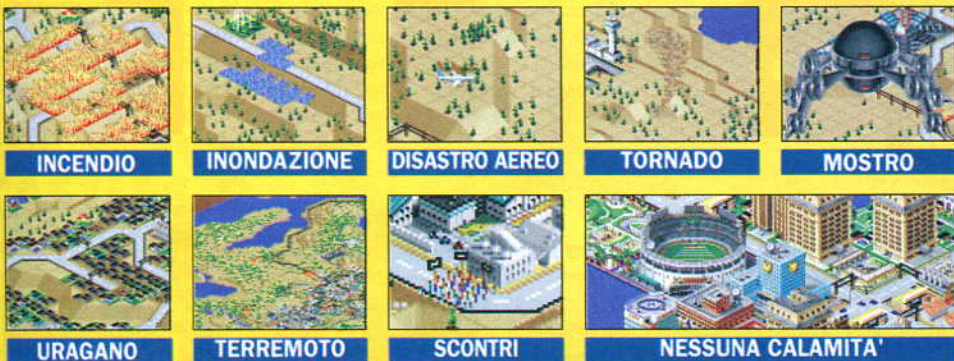 INCENDIO
INONDAZIONE
DISASTRO AEREO
TORNADO
MOSTRO
URAGANO
TERREMOTO
SCONTRI
NESSUNA CALAMITA'